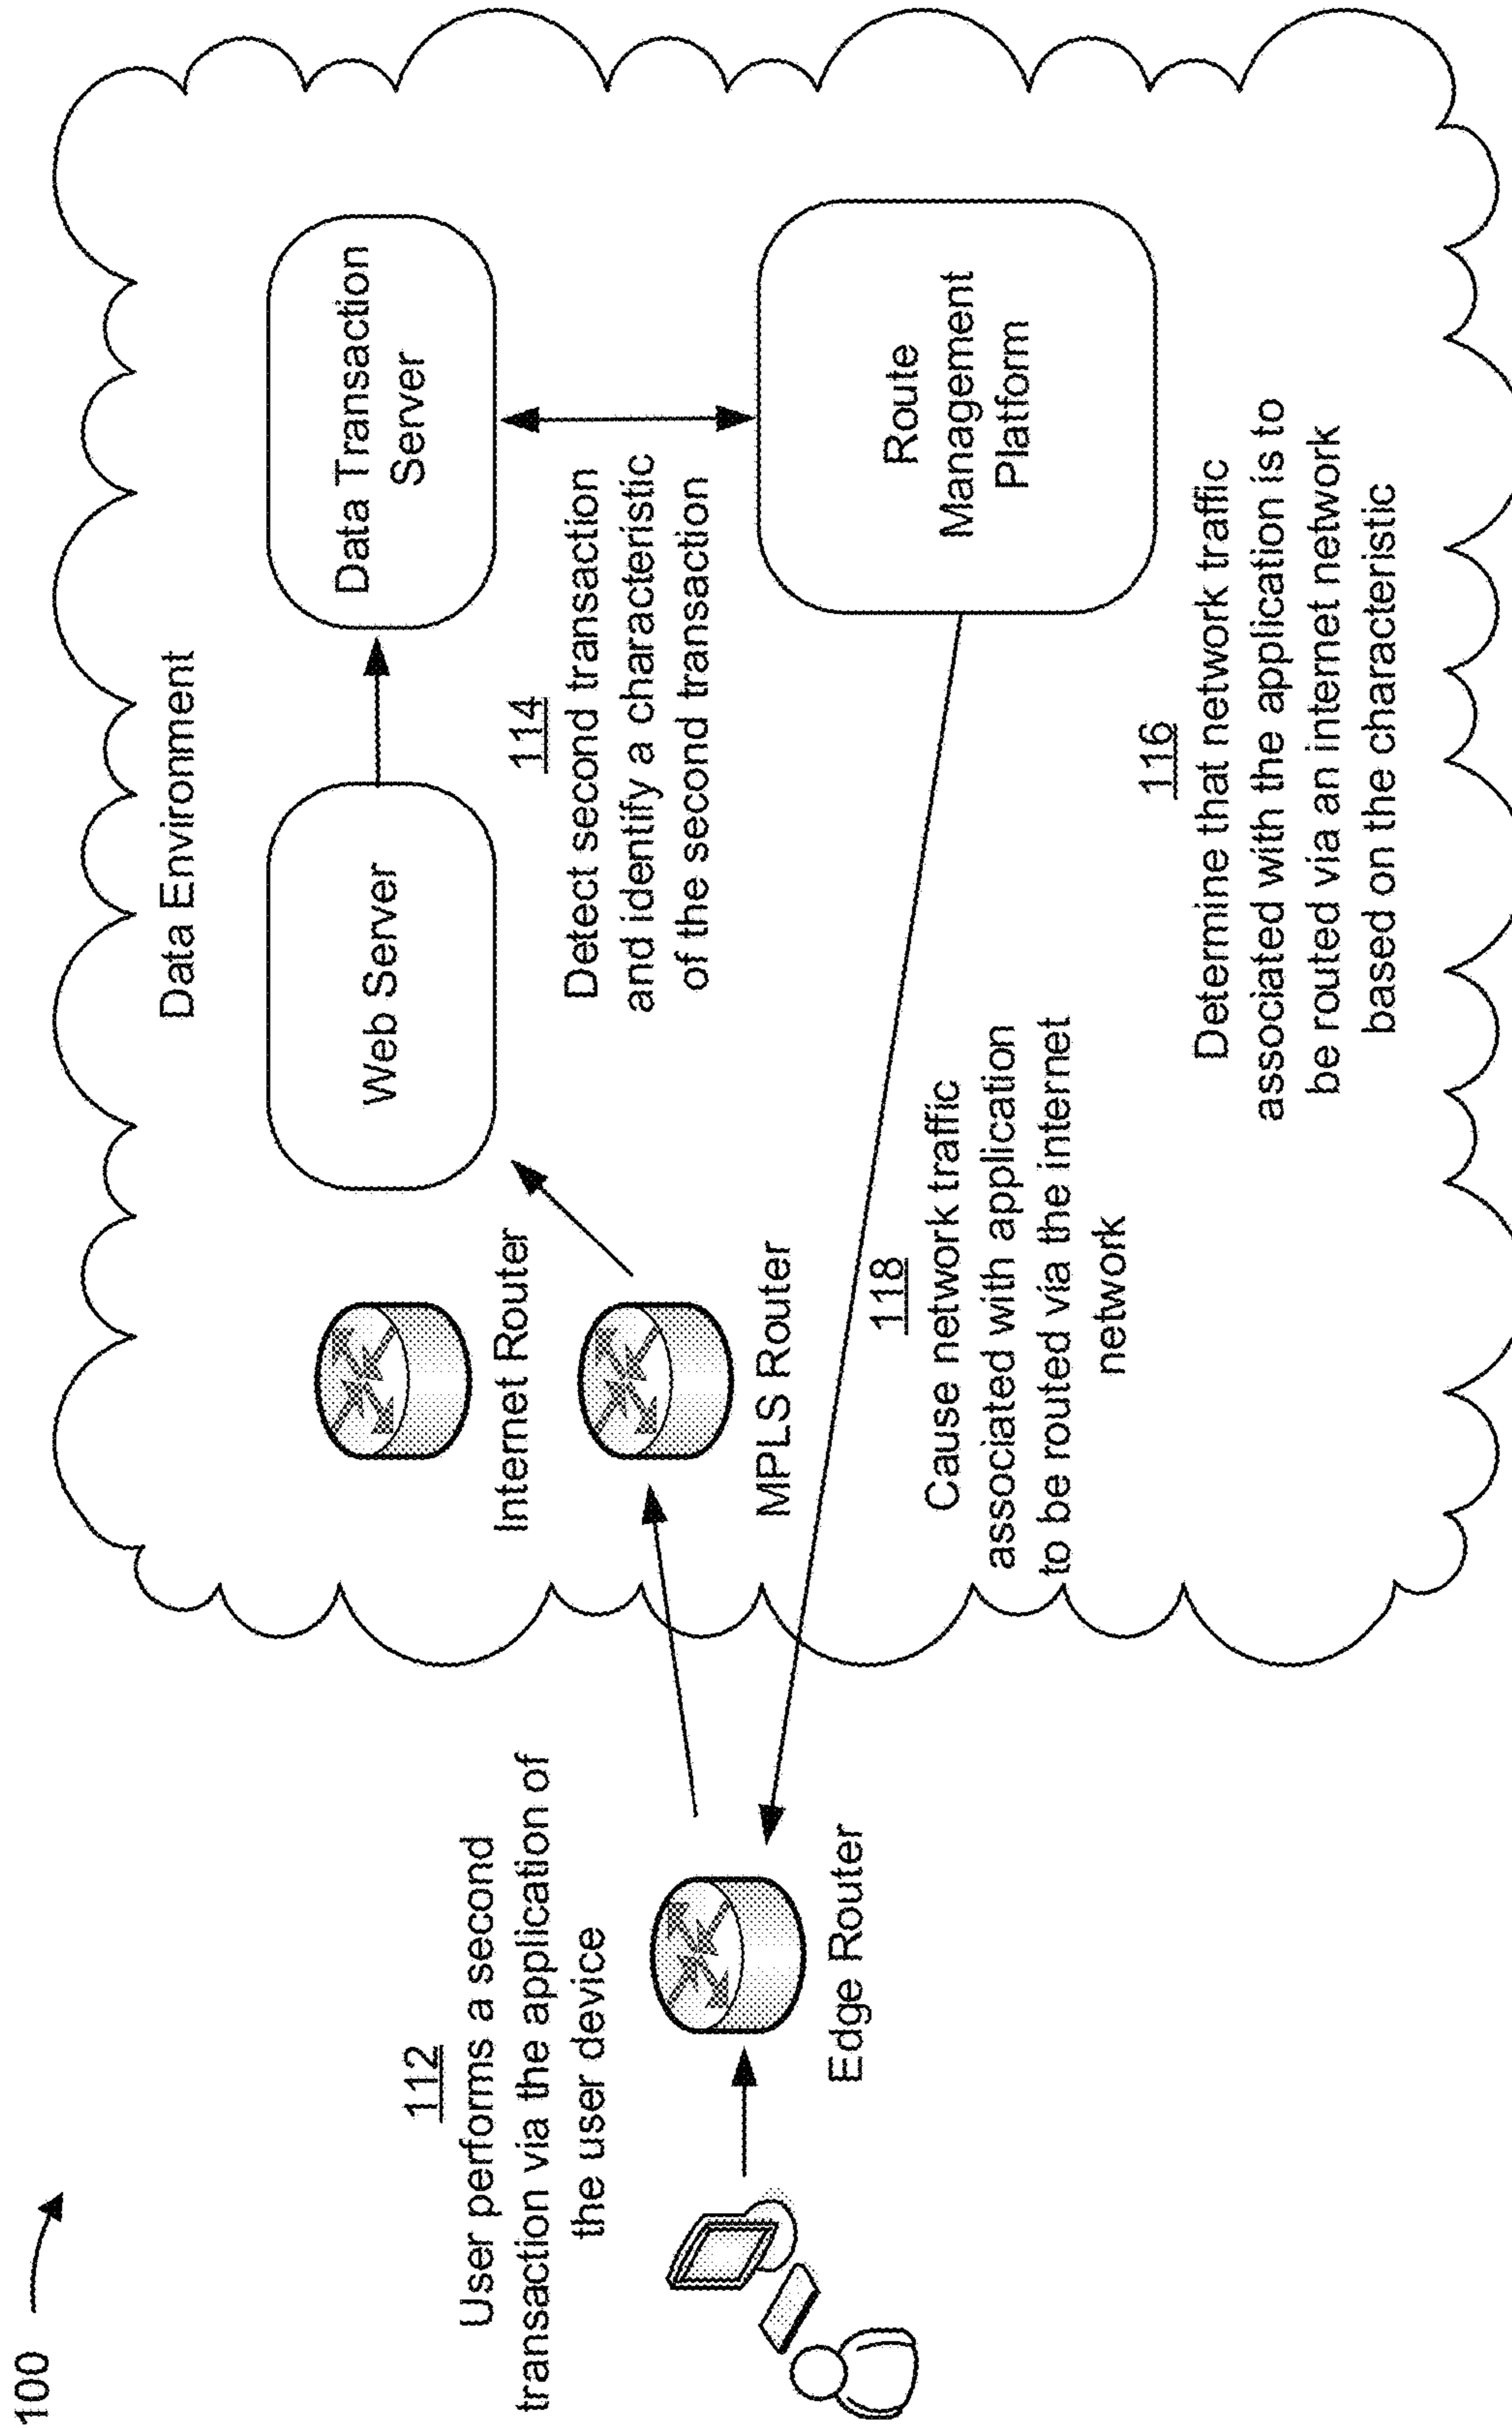 100
Data Environment
Web Server
Data Transaction
Server
Internet Router
MPLS Router
112
User performs a second
transaction via the application of
the user device
Edge Router
114
Detect second transaction
and identify a characteristic
of the second transaction
Route
Management
Platform
118
Cause network traffic
associated with application
to be routed via the internet
network
116
Determine that network traffic
associated with the application is to
be routed via an internet network
based on the characteristic